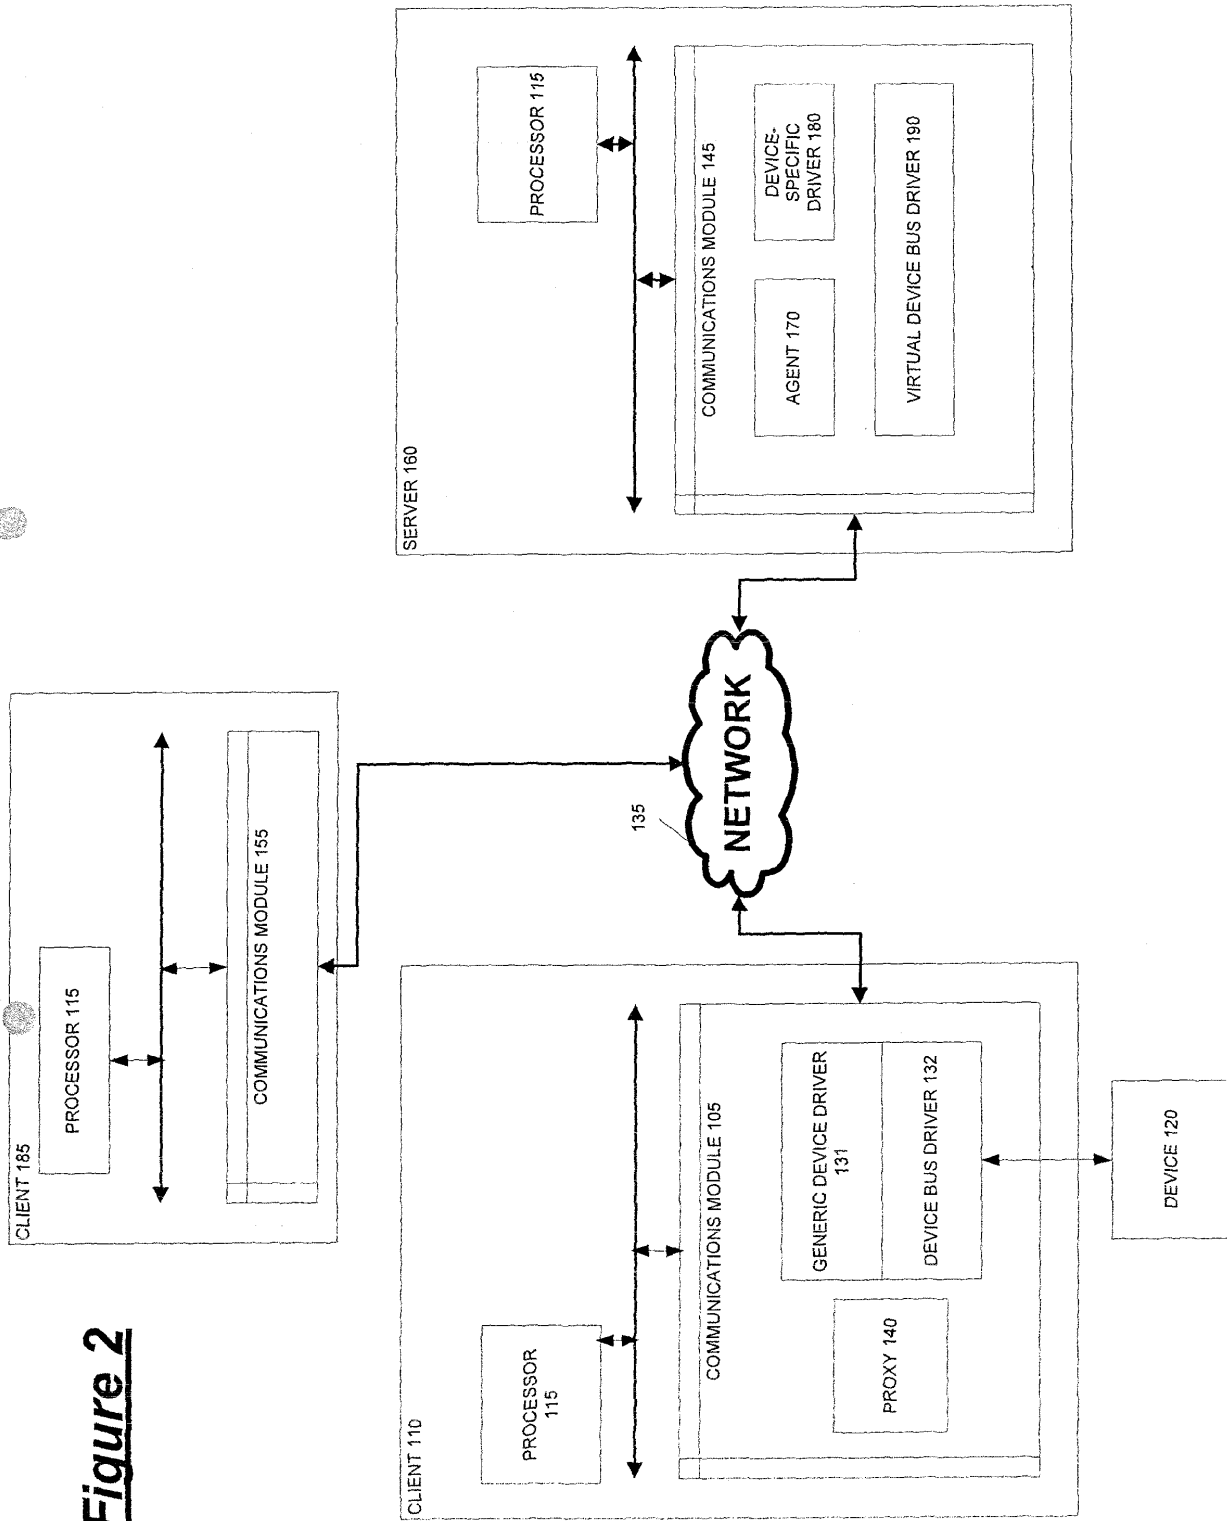 Figure 2
CLIENT 185
PROCESSOR 115
COMMUNICATIONS MODULE 155
CLIENT 110
PROCESSOR
115
COMMUNICATIONS MODULE 105
PROXY 140
GENERIC DEVICE DRIVER
131
DEVICE BUS DRIVER 132
DEVICE 120
135
NETWORK
SERVER 160
PROCESSOR 115
COMMUNICATIONS MODULE 145
AGENT 170
DEVICE-
SPECIFIC
DRIVER 180
VIRTUAL DEVICE BUS DRIVER 190